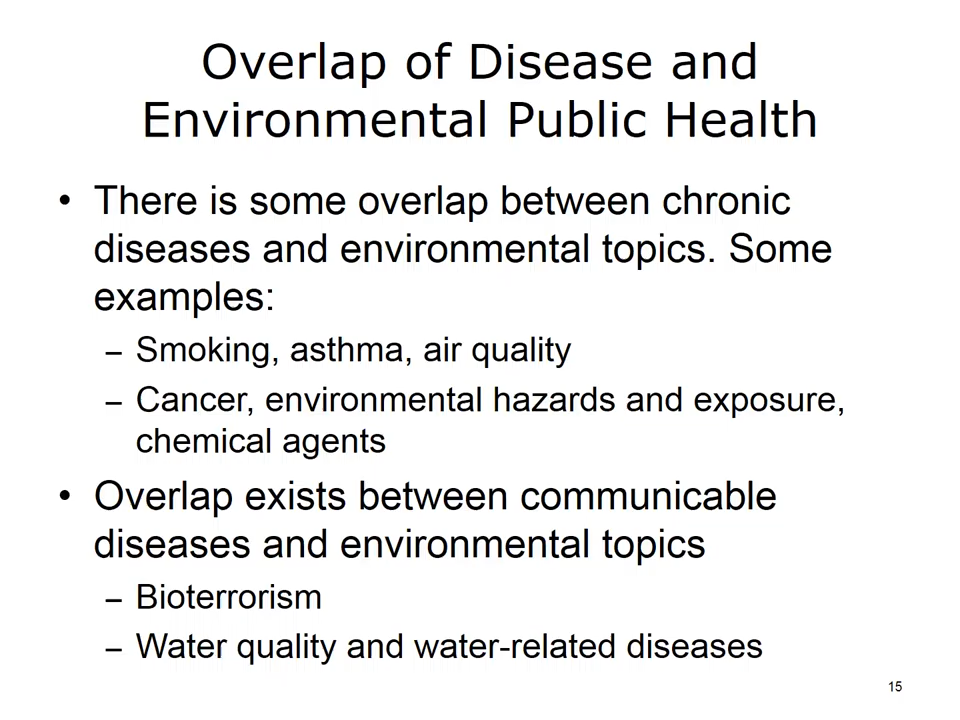 Overlap of Disease and
Environmental Public Health
• There is some overlap between chronic
diseases and environmental topics. Some
examples:
– Smoking, asthma, air quality
– Cancer, environmental hazards and exposure,
chemical agents
• Overlap exists between communicable
diseases and environmental topics
– Bioterrorism
– Water quality and water-related diseases
15